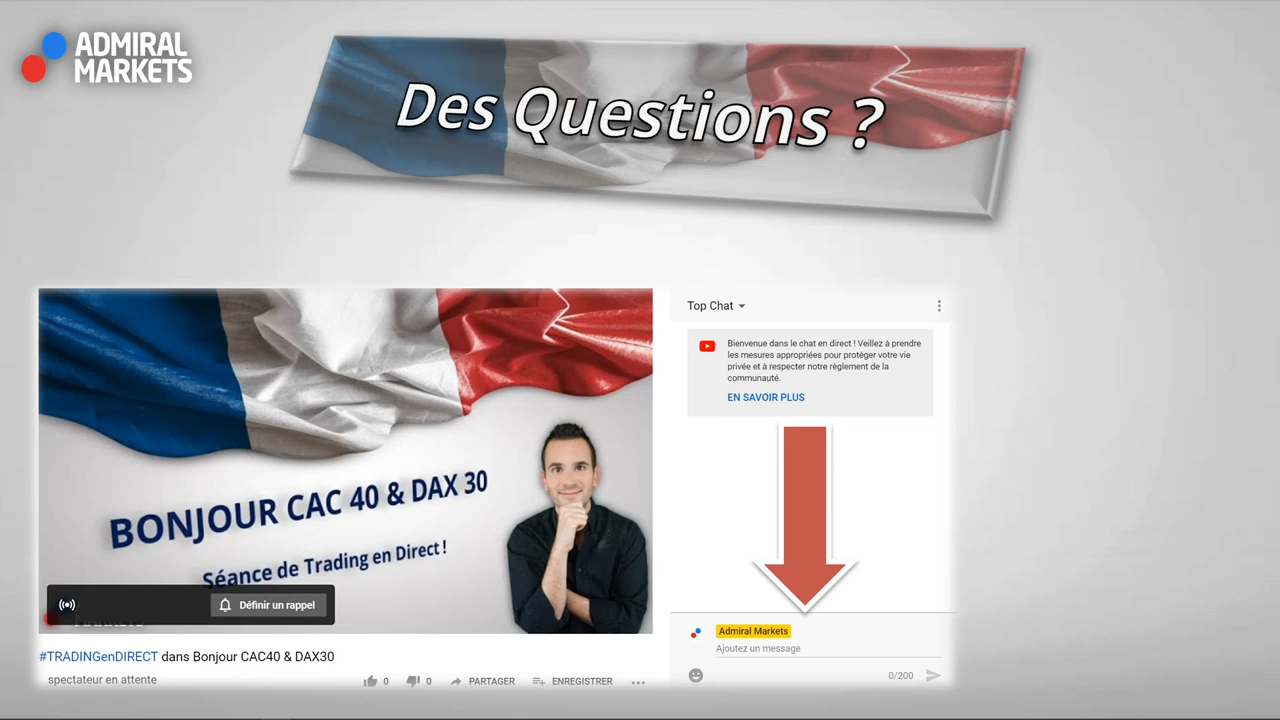 ADMIRAL
MARKETS
Des Questions ?
BONJOUR CAC 40 & DAX 30
Séance de Trading en Direct !
Définir un rappel
#TRADINGenDIRECT dans Bonjour CAC40 & DAX30
spectateur en attente
0
0
PARTAGER
ENREGISTRER
Top Chat
Bienvenue dans le chat en direct ! Veillez à prendre
les mesures appropriées pour protéger votre vie
privée et à respecter notre règlement de la
communauté.
EN SAVOIR PLUS
Admiral Markets
Ajoutez un message
0/200